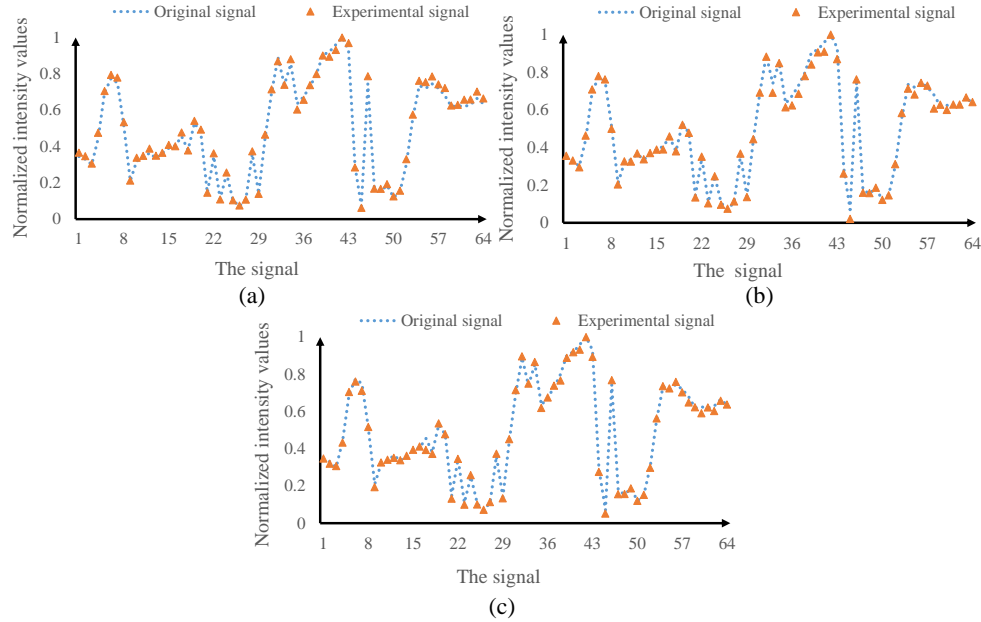 Original signal Experimental signal
Normalized intensity values
1
0.8
0.6
0.4
0.2
0
1 8 15 22 29 36 43 50 57 64
The signal
(a)
Original signal Experimental signal
Normalized intensity values
1
0.8
0.6
0.4
0.2
0
1 8 15 22 29 36 43 50 57 64
The signal
(b)
Original signal Experimental signal
Normalized intensity values
1
0.8
0.6
0.4
0.2
0
1 8 15 22 29 36 43 50 57 64
The signal
(c)